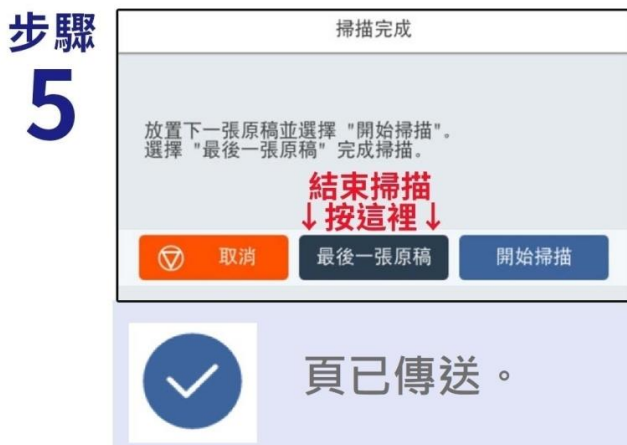 步驟
5
掃描完成
放置下一張原稿並選擇 "開始掃描"。
選擇 "最後一張原稿" 完成掃描。
結束掃描
↓按這裡↓
取消
最後一張原稿
開始掃描
頁已傳送。